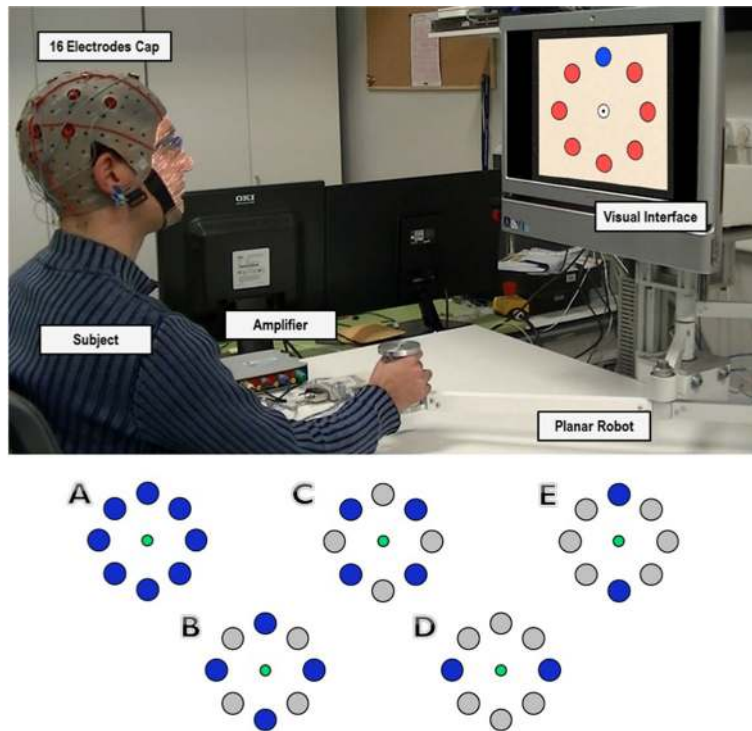 16 Electrodes Cap
OKI
Visual Interface
Amplifier
Subject
Planar Robot
A
C
E
B
D